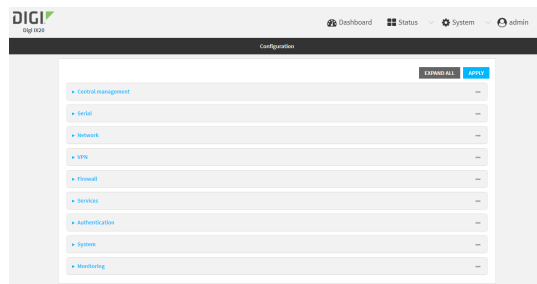 DIGI
Digi IX20
Dashboard Status System admin
Configuration
EXPAND ALL APPLY
Central management
Serial
Network
VPN
Firewall
Services
Authentication
System
Monitoring